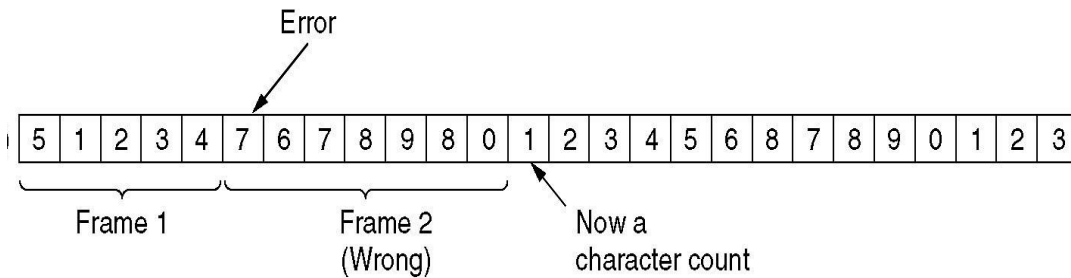 Error
5 1 2 3 4 7 6 7 8 9 8 0 1 2 3 4 5 6 8 7 8 9 0 1 2 3
Frame 1
Frame 2
(Wrong)
Now a
character count